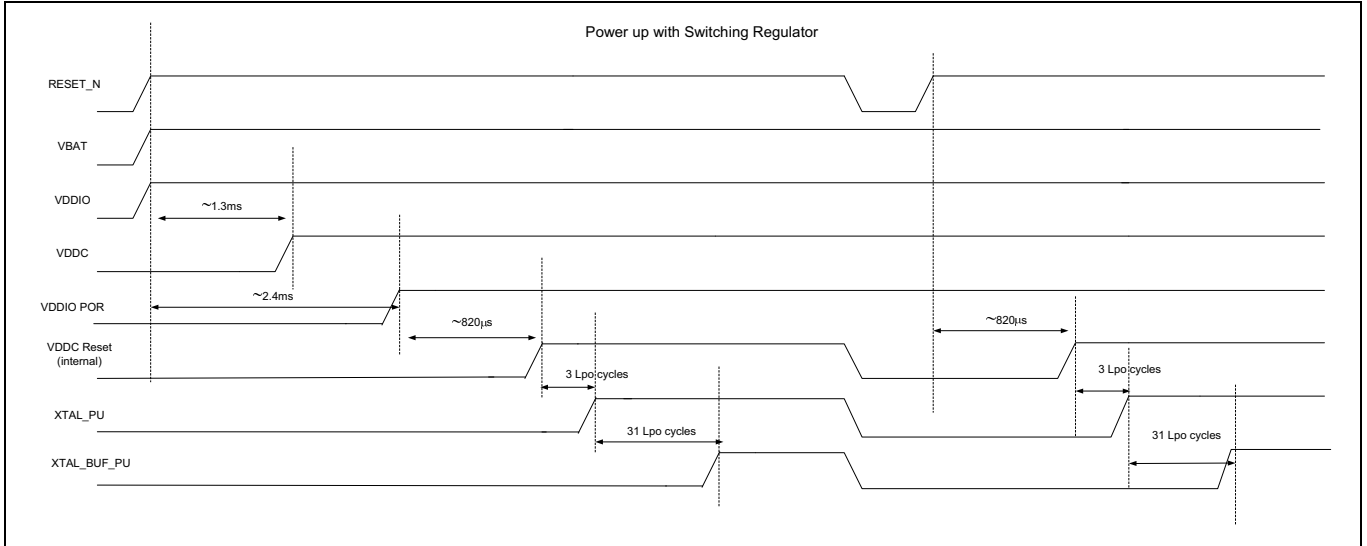 Power up with Switching Regulator
RESET_N
VBAT
VDDIO
~1.3ms
VDDC
~2.4ms
VDDIO POR
~820µs
~820µs
VDDC Reset
(internal)
3 Lpo cycles
3 Lpo cycles
XTAL_PU
31 Lpo cycles
31 Lpo cycles
XTAL_BUF_PU